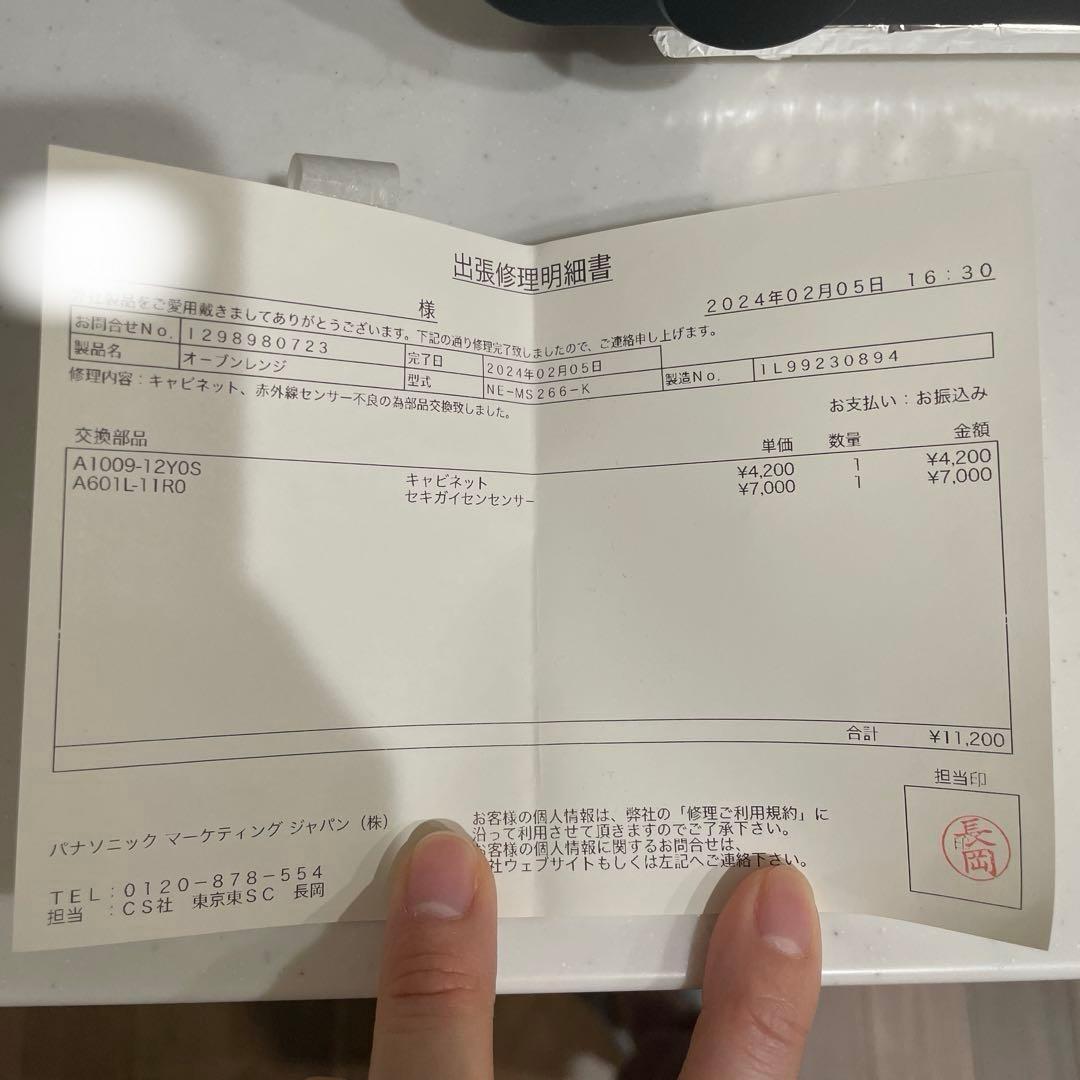 出張修理明細書
2024年02月05日 16:30
様
製品をご愛用戴きましてありがとうございます。下記の通り修理完了致しましたので、ご連絡申し上げます。
お問合せNo. 1298980723 完了日 2024年02月05日
製品名 オーブンレンジ 型式 NE-MS266-K 製造No. 1L99230894
修理内容:キャビネット、赤外線センサー不良の為部品交換致しました。
お支払い:お振込み
交換部品 単価 数量 金額
A1009-12Y0S キャビネット ¥4,200 1 ¥4,200
A601L-11R0 セキガイセンセンサー ¥7,000 1 ¥7,000
合計 ¥11,200
担当印
長岡
パナソニック マーケティング ジャパン(株)
TEL:0120-878-554
担当 :CS社 東京東SC 長岡
お客様の個人情報は、弊社の「修理ご利用規約」に
沿って利用させて頂きますのでご了承下さい。
お客様の個人情報に関するお問合せは、
社ウェブサイトもしくは左記へご連絡下さい。